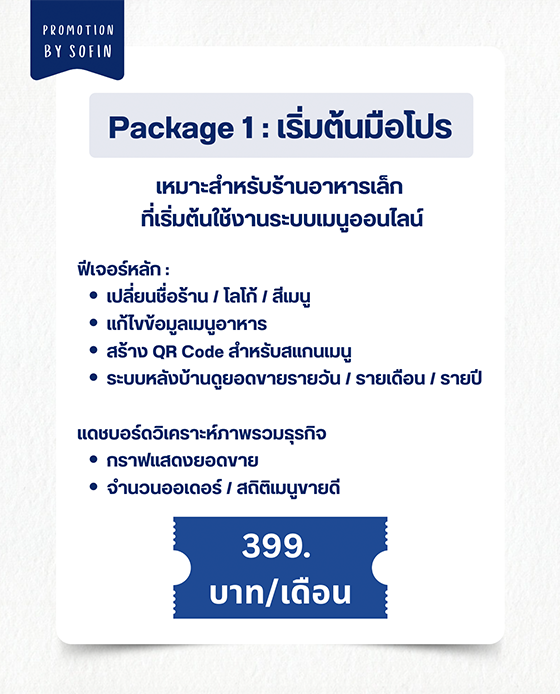 PROMOTION
BY SOFIN
Package 1 : เริ่มต้นมือโปร
เหมาะสำหรับร้านอาหารเล็ก
ที่เริ่มต้นใช้งานระบบเมนูออนไลน์
ฟีเจอร์หลัก :
• เปลี่ยนชื่อร้าน / โลโก้ / สีเมนู
• แก้ไขข้อมูลเมนูอาหาร
• สร้าง QR Code สำหรับสแกนเมนู
• ระบบหลังบ้านดูยอดขายรายวัน / รายเดือน / รายปี
แดชบอร์ดวิเคราะห์ภาพรวมธุรกิจ
• กราฟแสดงยอดขาย
• จำนวนออเดอร์ / สถิติเมนูขายดี
399.
บาท/เดือน